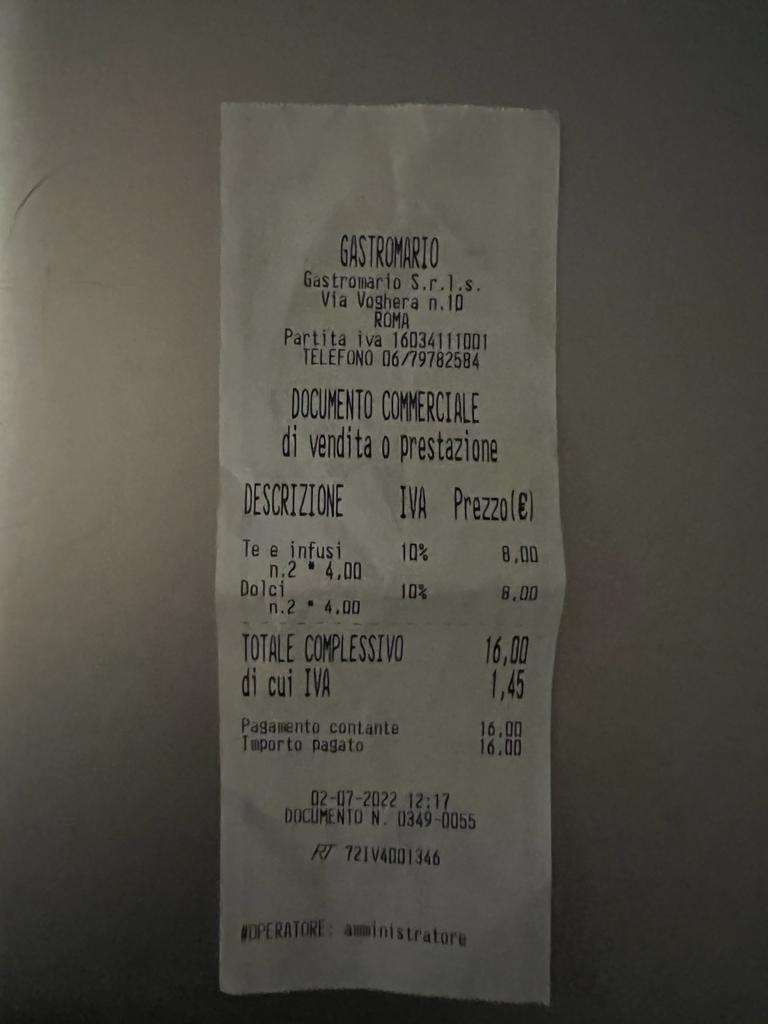 GASTROMARIO
Gastromario S.r.l.s.
Via Voghera n.10
ROMA
Partita iva 16034111001
TELEFONO 06/79782584
DOCUMENTO COMMERCIALE
di vendita o prestazione
DESCRIZIONE IVA Prezzo(€)
Te e infusi 10% 8,00
n.2 * 4,00
Dolci 10% 8,00
n.2 * 4,00
TOTALE COMPLESSIVO 16,00
di cui IVA 1,45
Pagamento contante 16,00
Importo pagato 16,00
02-07-2022 12:17
DOCUMENTO N. 0349-0055
RT 72IV4001346
#OPERATORE: amministratore